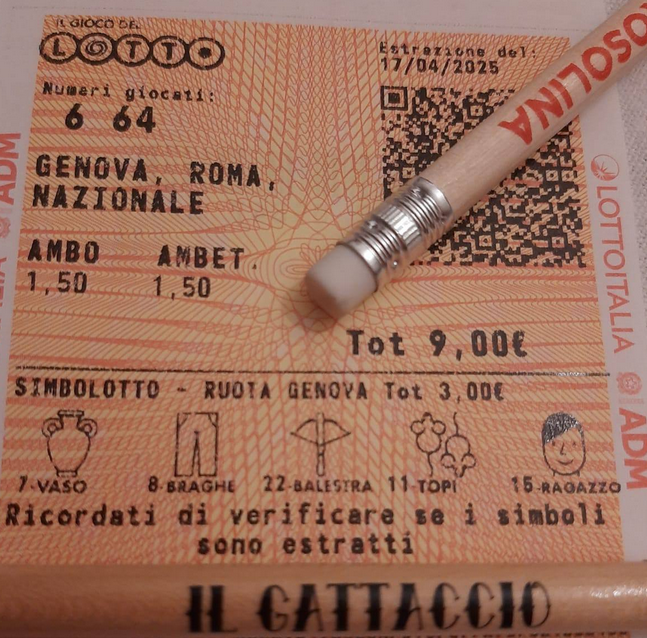 IL GIOCO DEL
LOTTO
Estrazione del:
17/04/2025
Numeri giocati:
6 64
GENOVA, ROMA,
NAZIONALE
AMBO AMBET.
1,50 1,50
Tot 9,00€
SIMBOLOTTO - RUOTA GENOVA Tot 3,00€
7-VASO 8-BRAGHE 22-BALESTRA 11-TOPI 15-RAGAZZO
Ricordati di verificare se i simboli
sono estratti
IL GATTACCIO
ADM
LOTTOITALIA
ADM